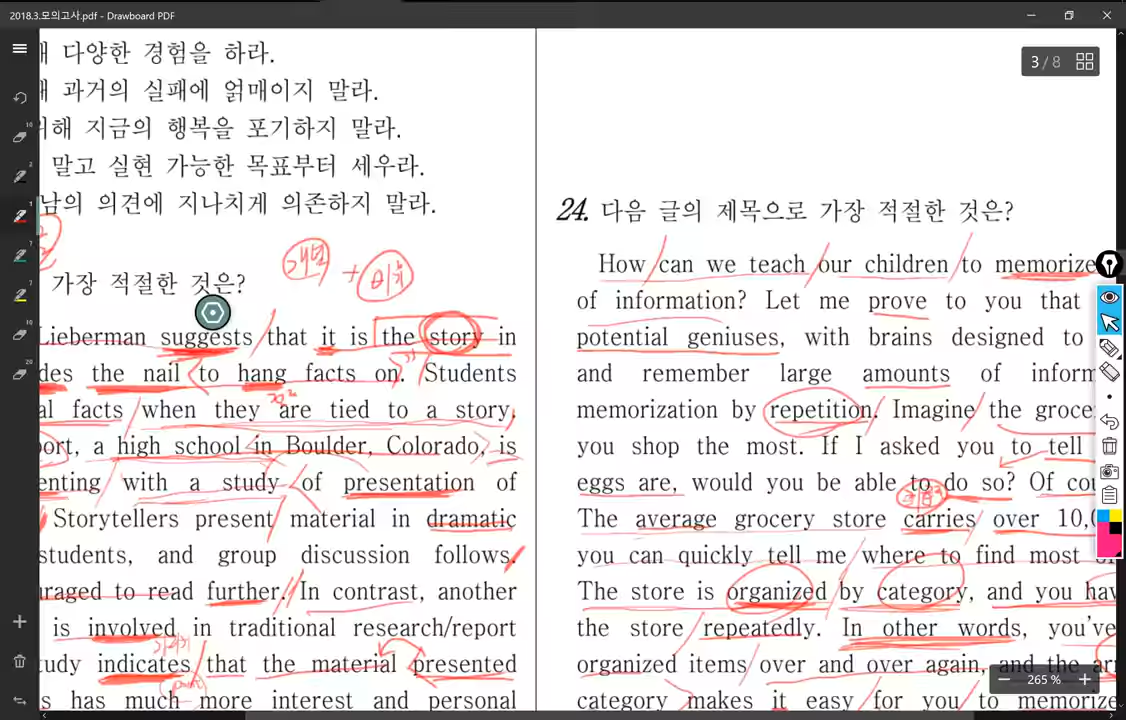 2018.3.모의고사.pdf - Drawboard PDF
3 / 8
해 다양한 경험을 하라.
과거의 실패에 얽매이지 말라.
위해 지금의 행복을 포기하지 말라.
말고 실현 가능한 목표부터 세우라.
남의 의견에 지나치게 의존하지 말라.
개념 +
가장 적절한 것은?
Lieberman suggests that it is the story in
des the nail to hang facts on. Students
al facts when they are tied to a story,
ort, a high school in Boulder, Colorado, is
enting with a study of presentation of
Storytellers present material in dramatic
students, and group discussion follows.
uraged to read further. In contrast, another
is involved in traditional research/report
tudy indicates that the material presented
s has much more interest and personal
24. 다음 글의 제목으로 가장 적절한 것은?
How can we teach our children to memorize
of information? Let me prove to you that
potential geniuses, with brains designed to
and remember large amounts of inform
memorization by repetition. Imagine the groce
you shop the most. If I asked you to tell
eggs are, would you be able to do so? Of cou
The average grocery store carries over 10,0
you can quickly tell me where to find most of
The store is organized by category, and you hav
the store repeatedly. In other words, you've
organized items over and over again, and the ar
category makes it easy for you to memorize
265 %